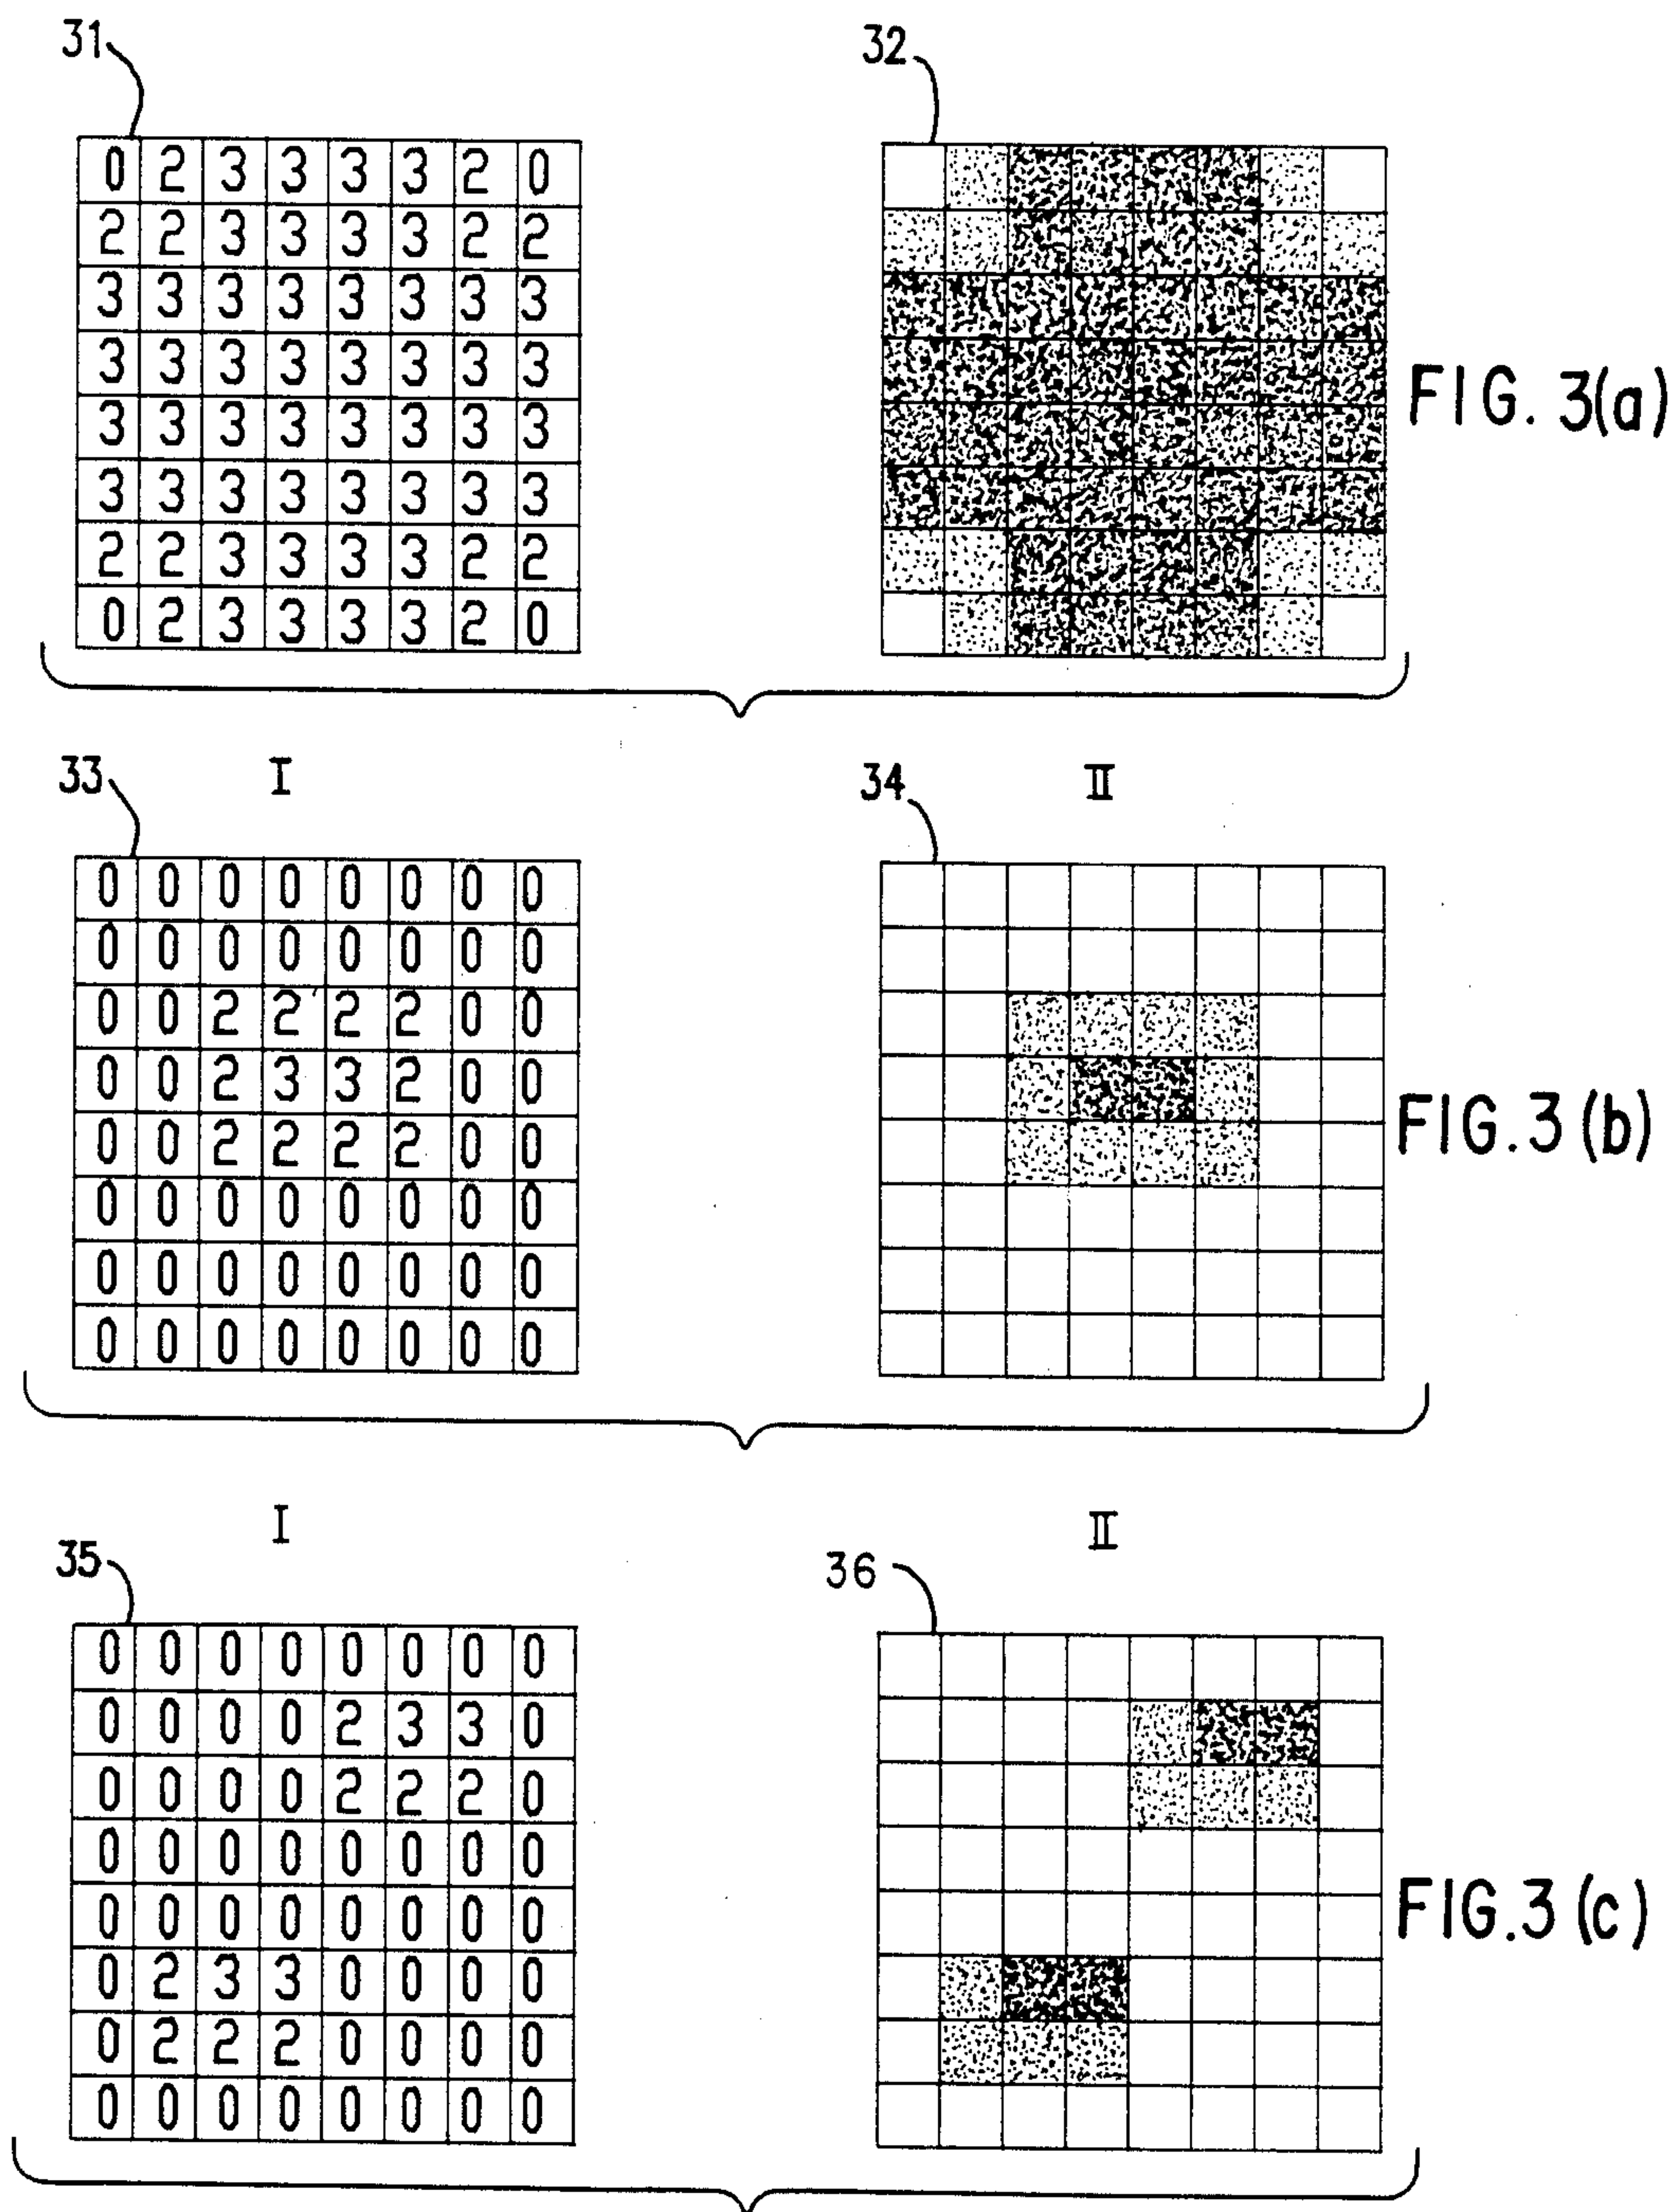 31 32
0 2 3 3 3 3 2 0
2 2 3 3 3 3 2 2
3 3 3 3 3 3 3 3
3 3 3 3 3 3 3 3
3 3 3 3 3 3 3 3
3 3 3 3 3 3 3 3
2 2 3 3 3 3 2 2
0 2 3 3 3 3 2 0
FIG. 3(a)
33 I 34 II
0 0 0 0 0 0 0 0
0 0 0 0 0 0 0 0
0 0 2 2 2 2 0 0
0 0 2 3 3 2 0 0
0 0 2 2 2 2 0 0
0 0 0 0 0 0 0 0
0 0 0 0 0 0 0 0
0 0 0 0 0 0 0 0
FIG.3 (b)
I II
35 36
0 0 0 0 0 0 0 0
0 0 0 0 2 3 3 0
0 0 0 0 2 2 2 0
0 0 0 0 0 0 0 0
0 0 0 0 0 0 0 0
0 2 3 3 0 0 0 0
0 2 2 2 0 0 0 0
0 0 0 0 0 0 0 0
FIG.3 (c)